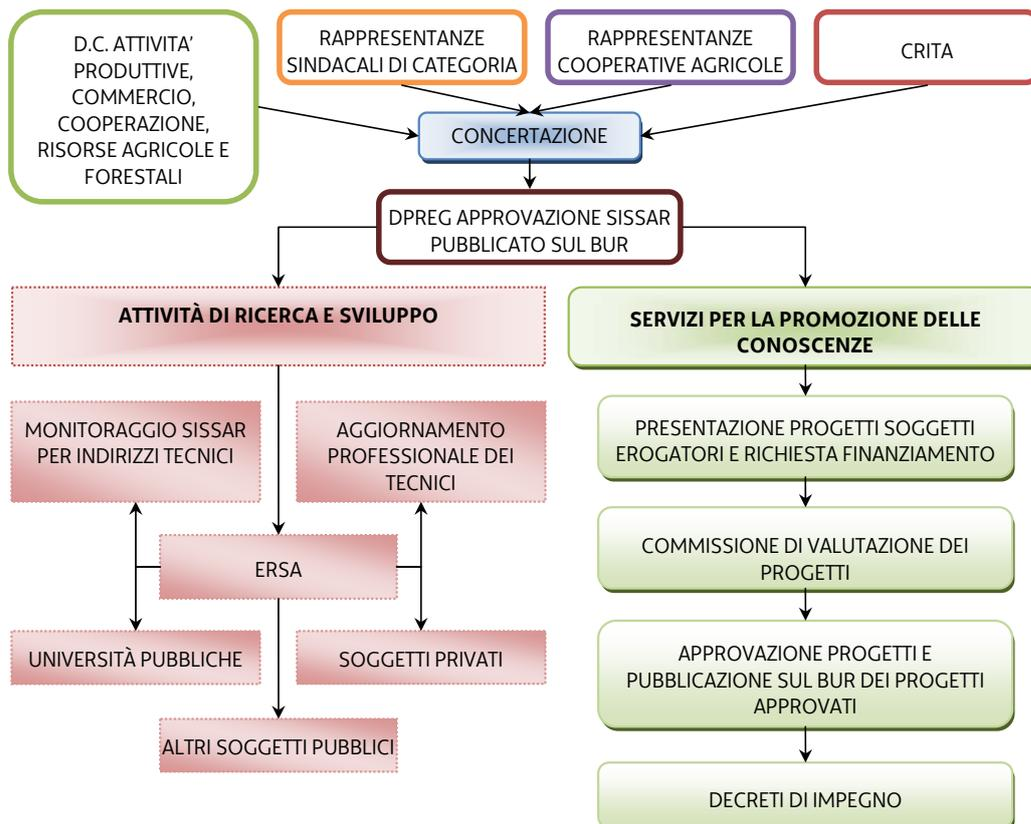 D.C. ATTIVITA'
PRODUTTIVE,
COMMERCIO,
COOPERAZIONE,
RISORSE AGRICOLE E
FORESTALI
RAPPRESENTANZE
SINDACALI DI CATEGORIA
RAPPRESENTANZE
COOPERATIVE AGRICOLE
CRITA
CONCERTAZIONE
DPREG APPROVAZIONE SISSAR
PUBBLICATO SUL BUR
ATTIVITÀ DI RICERCA E SVILUPPO
MONITORAGGIO SISSAR
PER INDIRIZZI TECNICI
AGGIORNAMENTO
PROFESSIONALE DEI
TECNICI
ERSA
UNIVERSITÀ PUBBLICHE
SOGGETTI PRIVATI
ALTRI SOGGETTI PUBBLICI
SERVIZI PER LA PROMOZIONE DELLE
CONOSCENZE
PRESENTAZIONE PROGETTI SOGGETTI
EROGATORI E RICHIESTA FINANZIAMENTO
COMMISSIONE DI VALUTAZIONE DEI
PROGETTI
APPROVAZIONE PROGETTI E
PUBBLICAZIONE SUL BUR DEI PROGETTI
APPROVATI
DECRETI DI IMPEGNO